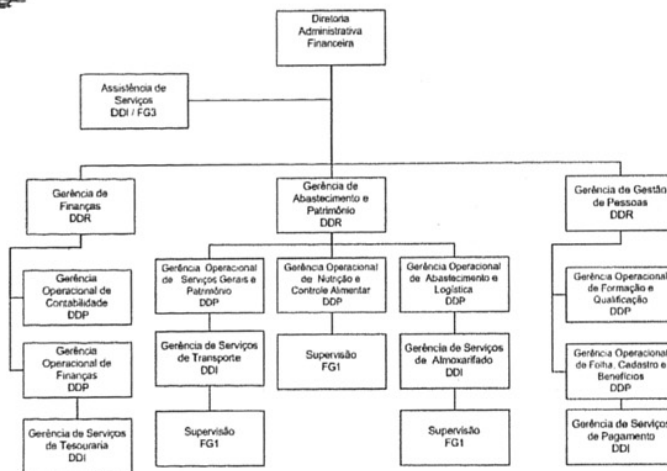 Diretoria
Administrativa
Financeira
Assistência de
Serviços
DDI / FG3
Gerência de
Finanças
DDR
Gerência de
Abastecimento e
Patrimônio
DDR
Gerência de Gestão
de Pessoas
DDR
Gerência
Operacional de
Contabilidade
DDP
Gerência Operacional
de Serviços Gerais e
Patrimônio
DDP
Gerência Operacional
de Nutrição e
Controle Alimentar
DDP
Gerência Operacional
de Abastecimento e
Logística
DDP
Gerência Operacional
de Formação e
Qualificação
DDP
Gerência
Operacional de
Finanças
DDP
Gerência de Serviços
de Transporte
DDI
Supervisão
FG1
Gerência de Serviços
de Almoxarifado
DDI
Gerência Operacional
de Folha, Cadastro e
Benefícios
DDP
Gerência de Serviços
de Tesouraria
DDI
Supervisão
FG1
Supervisão
FG1
Gerência de Serviços
de Pagamento
DDI